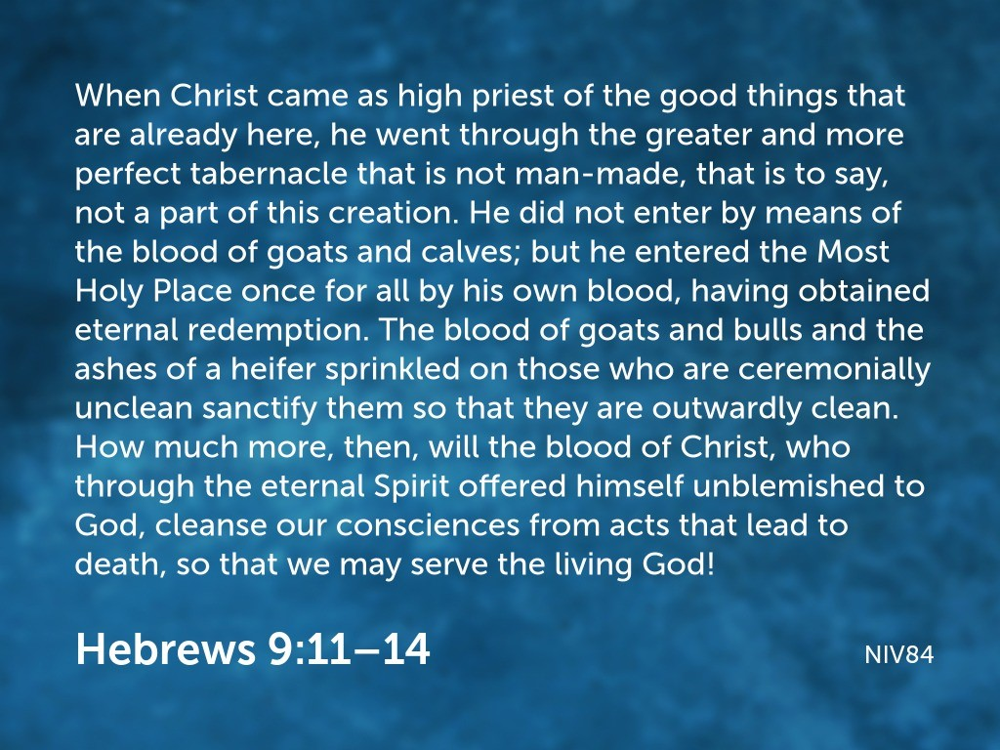 When Christ came as high priest of the good things that
are already here, he went through the greater and more
perfect tabernacle that is not man-made, that is to say,
not a part of this creation. He did not enter by means of
the blood of goats and calves; but he entered the Most
Holy Place once for all by his own blood, having obtained
eternal redemption. The blood of goats and bulls and the
ashes of a heifer sprinkled on those who are ceremonially
unclean sanctify them so that they are outwardly clean.
How much more, then, will the blood of Christ, who
through the eternal Spirit offered himself unblemished to
God, cleanse our consciences from acts that lead to
death, so that we may serve the living God!
Hebrews 9:11–14
NIV84